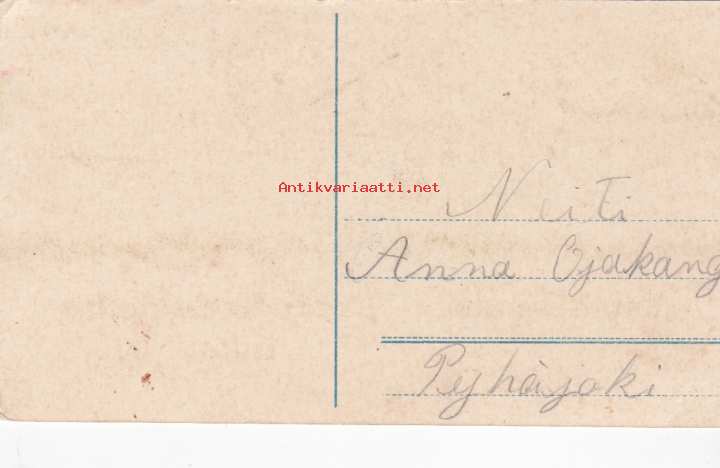 Antikvariaatti.net
Neiti
Anna Ojakang
Pyhäjoki